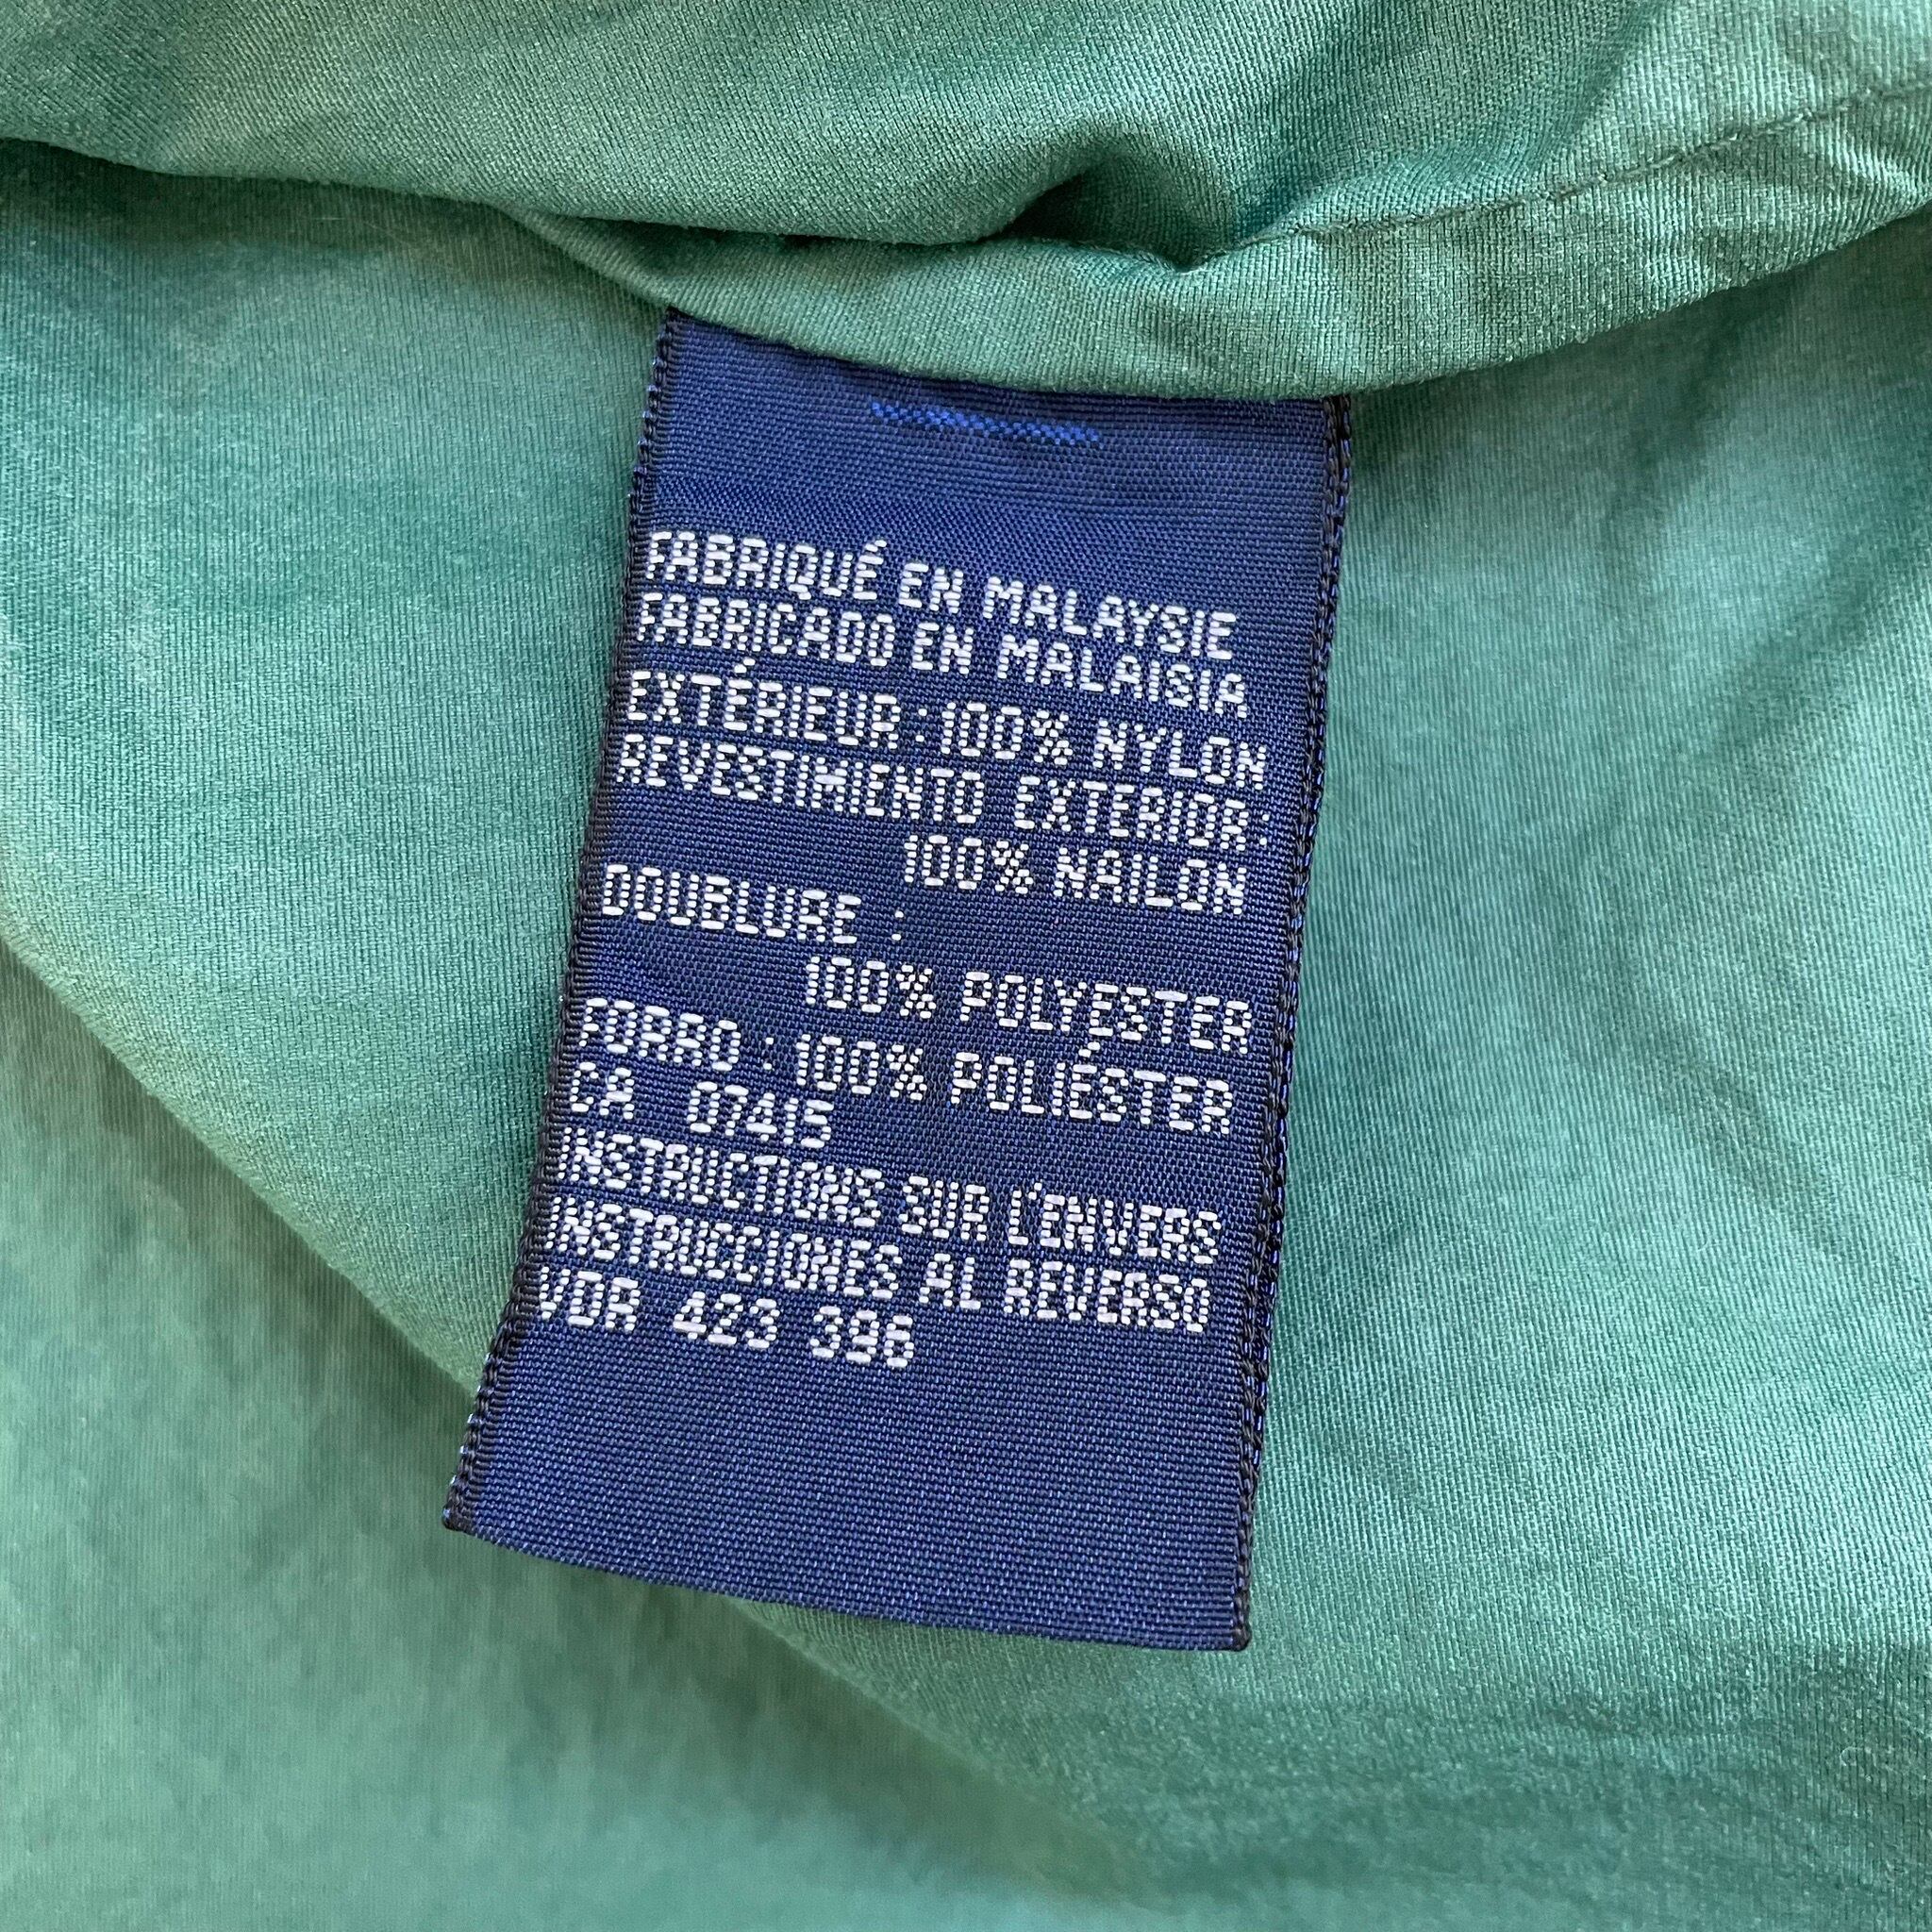 FABRIQUÉ EN MALAYSIE
FABRICADO EN MALAISIA
EXTÉRIEUR : 100% NYLON
REVESTIMIENTO EXTERIOR :
100% NAILON
DOUBLURE :
100% POLYESTER
FORRO : 100% POLIÉSTER
CA 07415
INSTRUCTIONS SUR L'ENVERS
INSTRUCCIONES AL REVERSO
VDR 423 396